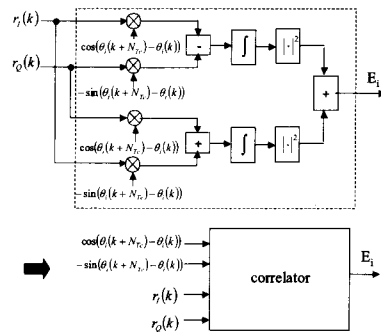 r_I(k)
cos(θ_i(k + N_Tc) − θ_i(k))
-
∫
|·|²
r_Q(k)
− sin(θ_i(k + N_Tc) − θ_i(k))
+
E_i
cos(θ_i(k + N_Tc) − θ_i(k))
+
∫
|·|²
− sin(θ_i(k + N_Tc) − θ_i(k))
cos(θ_i(k + N_Tc) − θ_i(k))
− sin(θ_i(k + N_Tc) − θ_i(k))
correlator
E_i
r_I(k)
r_Q(k)